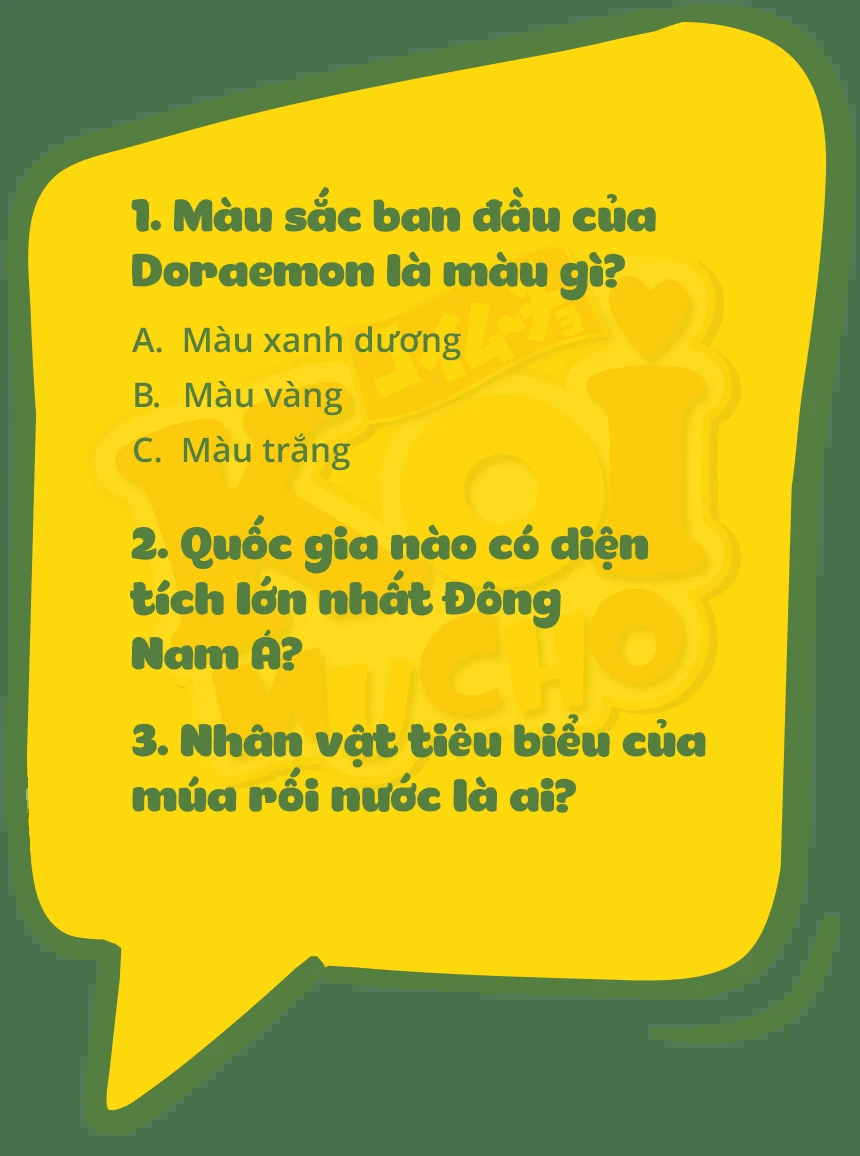 1. Màu sắc ban đầu của
Doraemon là màu gì?
A. Màu xanh dương
B. Màu vàng
C. Màu trắng
2. Quốc gia nào có diện
tích lớn nhất Đông
Nam Á?
3. Nhân vật tiêu biểu của
múa rối nước là ai?
KOI
MUCHO